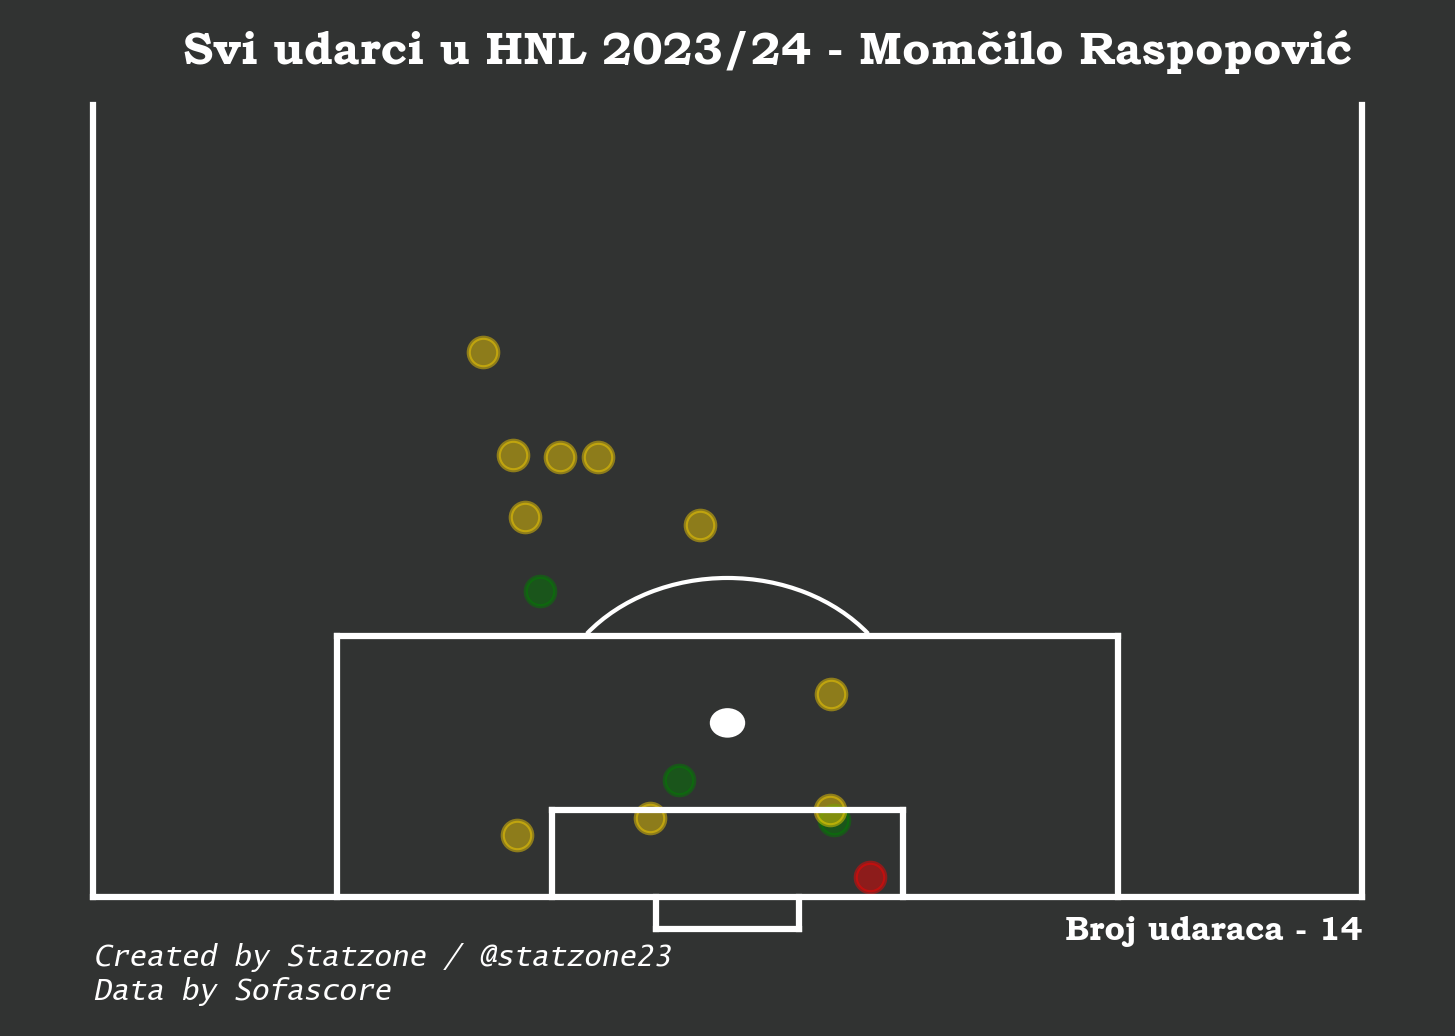 Svi udarci u HNL 2023/24 - Momčilo Raspopović
Broj udaraca - 14
Created by Statzone / @statzone23
Data by Sofascore